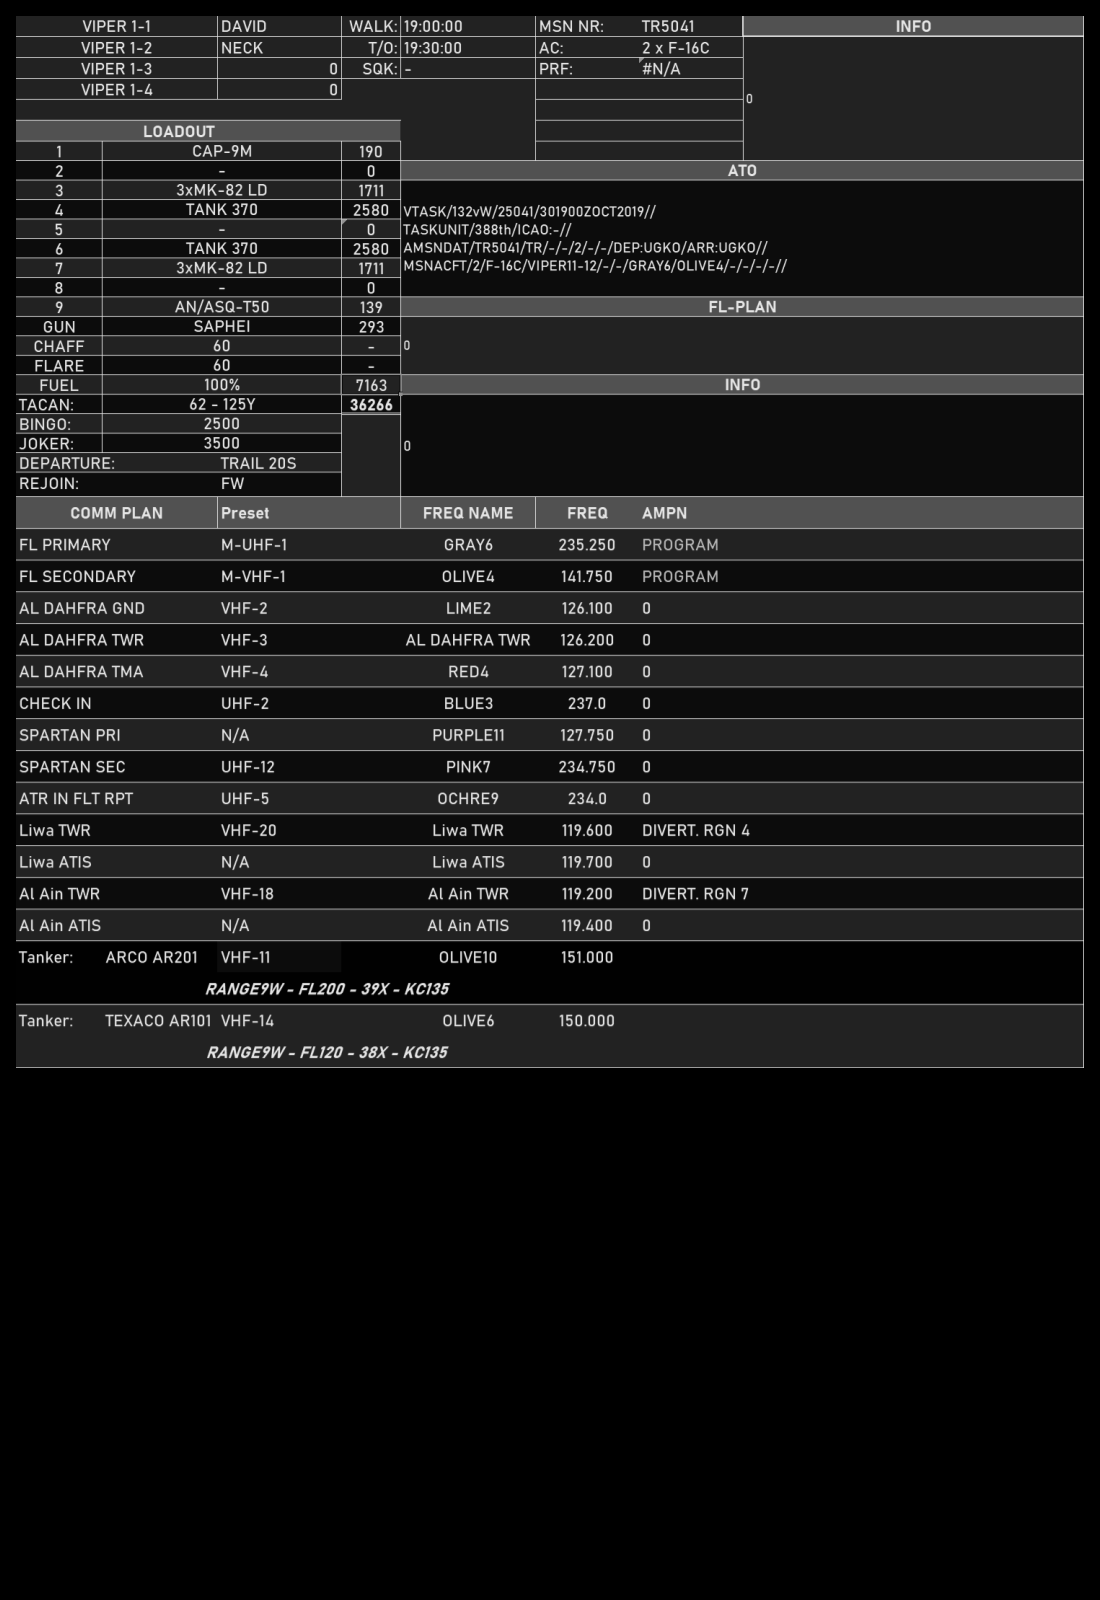 VIPER 1-1 DAVID WALK: 19:00:00 MSN NR: TR5041 INFO
VIPER 1-2 NECK T/O: 19:30:00 AC: 2 x F-16C
VIPER 1-3 0 SQK: - PRF: #N/A
VIPER 1-4 0
0
LOADOUT
1 CAP-9M 190
2 - 0
3 3xMK-82 LD 1711
4 TANK 370 2580
5 - 0
6 TANK 370 2580
7 3xMK-82 LD 1711
8 - 0
9 AN/ASQ-T50 139
GUN SAPHEI 293
CHAFF 60 -
FLARE 60 -
FUEL 100% 7163
TACAN: 62 - 125Y 36266
BINGO: 2500
JOKER: 3500
DEPARTURE: TRAIL 20S
REJOIN: FW
ATO
VTASK/132vW/25041/301900ZOCT2019//
TASKUNIT/388th/ICAO:-//
AMSNDAT/TR5041/TR/-/-/2/-/-/DEP:UGKO/ARR:UGKO//
MSNACFT/2/F-16C/VIPER11-12/-/-/GRAY6/OLIVE4/-/-/-/-//
FL-PLAN
0
INFO
0
COMM PLAN Preset FREQ NAME FREQ AMPN
FL PRIMARY M-UHF-1 GRAY6 235.250 PROGRAM
FL SECONDARY M-VHF-1 OLIVE4 141.750 PROGRAM
AL DAHFRA GND VHF-2 LIME2 126.100 0
AL DAHFRA TWR VHF-3 AL DAHFRA TWR 126.200 0
AL DAHFRA TMA VHF-4 RED4 127.100 0
CHECK IN UHF-2 BLUE3 237.0 0
SPARTAN PRI N/A PURPLE11 127.750 0
SPARTAN SEC UHF-12 PINK7 234.750 0
ATR IN FLT RPT UHF-5 OCHRE9 234.0 0
Liwa TWR VHF-20 Liwa TWR 119.600 DIVERT. RGN 4
Liwa ATIS N/A Liwa ATIS 119.700 0
Al Ain TWR VHF-18 Al Ain TWR 119.200 DIVERT. RGN 7
Al Ain ATIS N/A Al Ain ATIS 119.400 0
Tanker: ARCO AR201 VHF-11 OLIVE10 151.000
RANGE9W - FL200 - 39X - KC135
Tanker: TEXACO AR101 VHF-14 OLIVE6 150.000
RANGE9W - FL120 - 38X - KC135